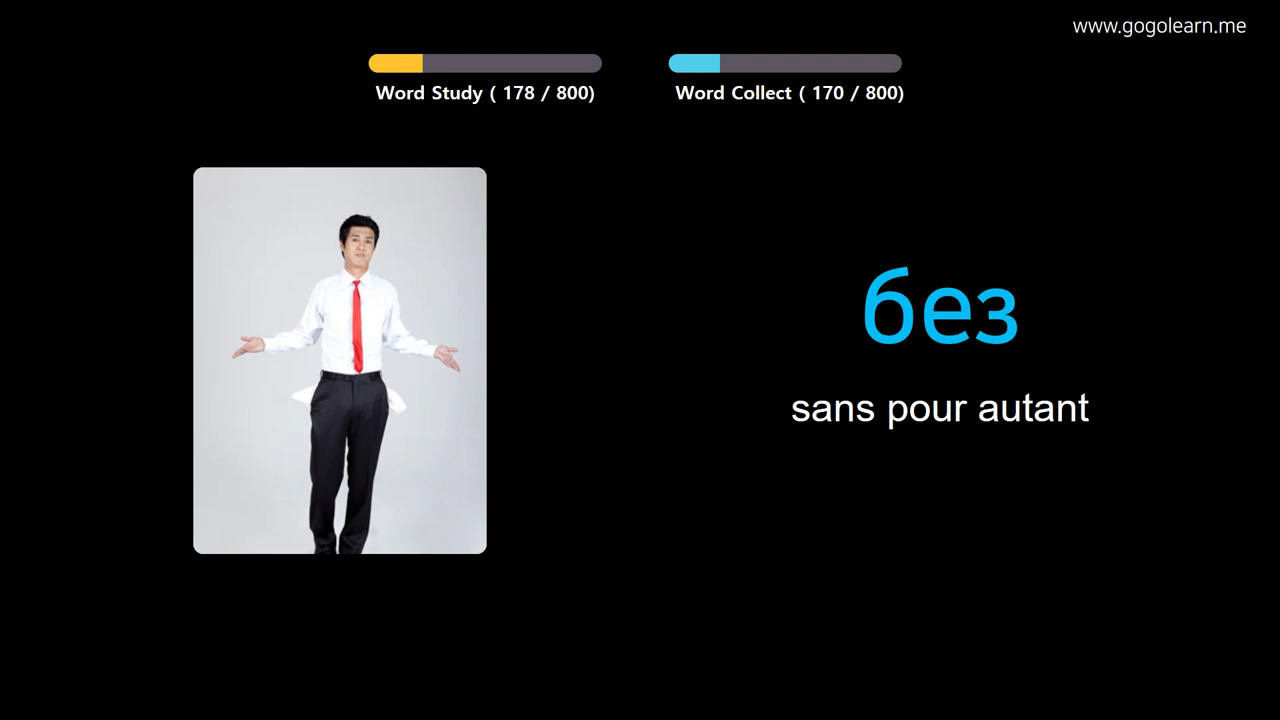 www.gogolearn.me
Word Study ( 178 / 800)
Word Collect ( 170 / 800)
без
sans pour autant